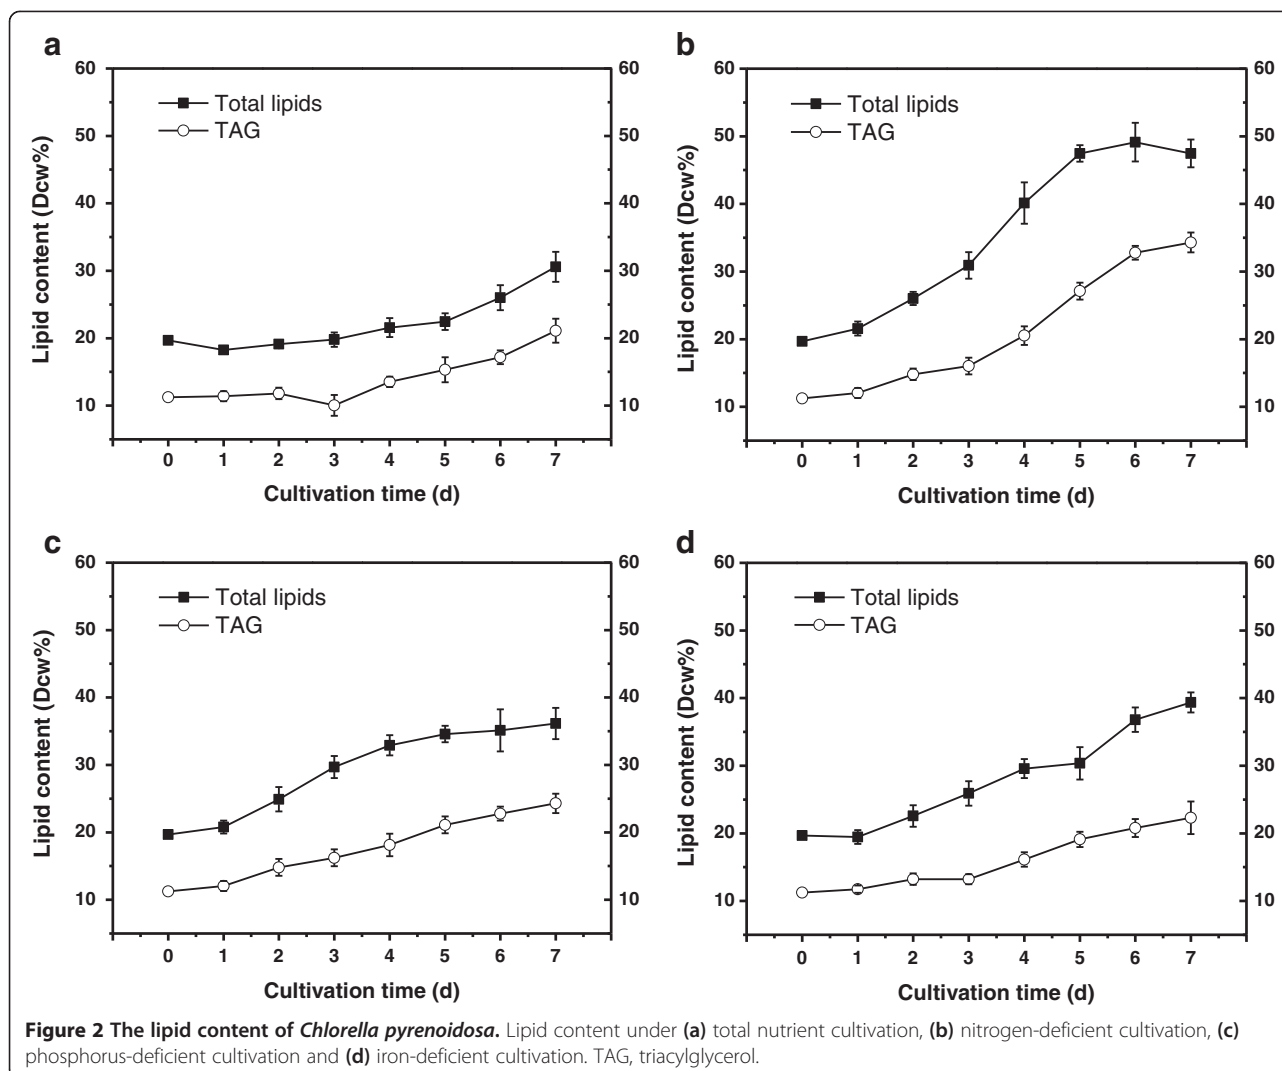 a
60
50
40
30
20
10
Lipid content (Dcw%)
Total lipids
TAG
60
50
40
30
20
10
0 1 2 3 4 5 6 7
Cultivation time (d)
b
60
50
40
30
20
10
Lipid content (Dcw%)
Total lipids
TAG
60
50
40
30
20
10
0 1 2 3 4 5 6 7
Cultivation time (d)
c
60
50
40
30
20
10
Lipid content (Dcw%)
Total lipids
TAG
60
50
40
30
20
10
0 1 2 3 4 5 6 7
Cultivation time (d)
d
60
50
40
30
20
10
Lipid content (Dcw%)
Total lipids
TAG
60
50
40
30
20
10
0 1 2 3 4 5 6 7
Cultivation time (d)
Figure 2 The lipid content of Chlorella pyrenoidosa. Lipid content under (a) total nutrient cultivation, (b) nitrogen-deficient cultivation, (c)
phosphorus-deficient cultivation and (d) iron-deficient cultivation. TAG, triacylglycerol.